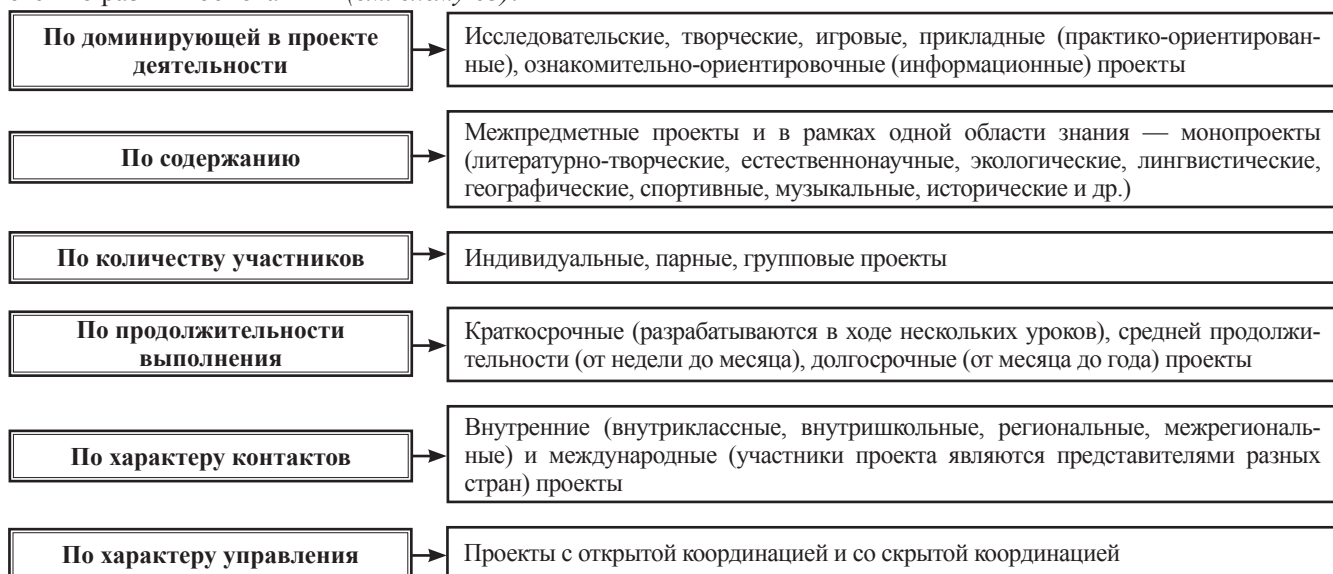 По доминирующей в проекте
деятельности
Исследовательские, творческие, игровые, прикладные (практико-ориентирован-
ные), ознакомительно-ориентировочные (информационные) проекты
По содержанию
Межпредметные проекты и в рамках одной области знания — монопроекты
(литературно-творческие, естественнонаучные, экологические, лингвистические,
географические, спортивные, музыкальные, исторические и др.)
По количеству участников
Индивидуальные, парные, групповые проекты
По продолжительности
выполнения
Краткосрочные (разрабатываются в ходе нескольких уроков), средней продолжи-
тельности (от недели до месяца), долгосрочные (от месяца до года) проекты
По характеру контактов
Внутренние (внутриклассные, внутришкольные, региональные, межрегиональ-
ные) и международные (участники проекта являются представителями разных
стран) проекты
По характеру управления
Проекты с открытой координацией и со скрытой координацией